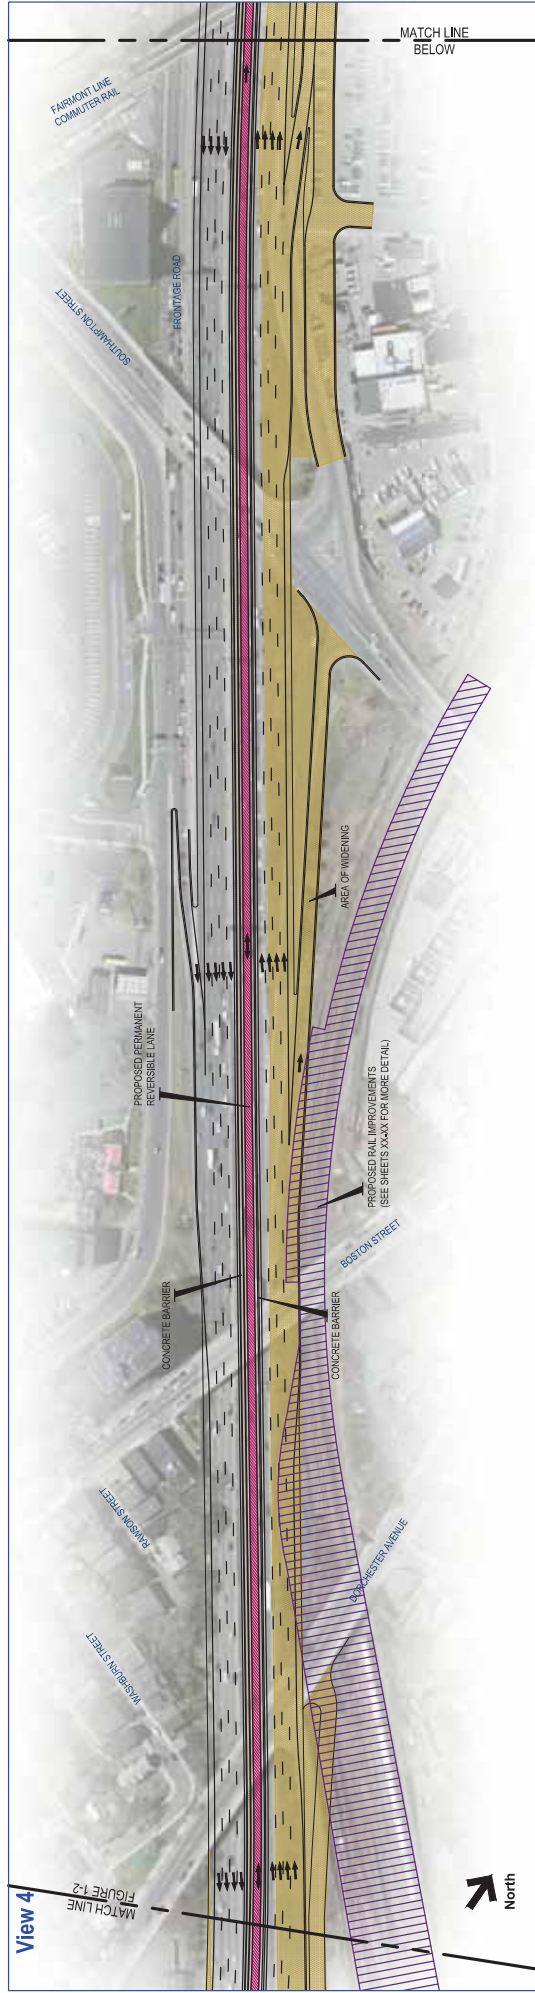 MATCH LINE
BELOW
FAIRMONT LINE
COMMUTER RAIL
SOUTHAMPTON STREET
FRONTAGE ROAD
AREA OF WIDENING
PROPOSED PERMANENT
REVERSIBLE LANE
PROPOSED RAIL IMPROVEMENTS
(SEE SHEETS XX-XX FOR MORE DETAIL)
BOSTON STREET
CONCRETE BARRIER
CONCRETE BARRIER
RAWSON STREET
DORCHESTER AVENUE
WASHBURN STREET
View 4
MATCH LINE
FIGURE 1-2
North